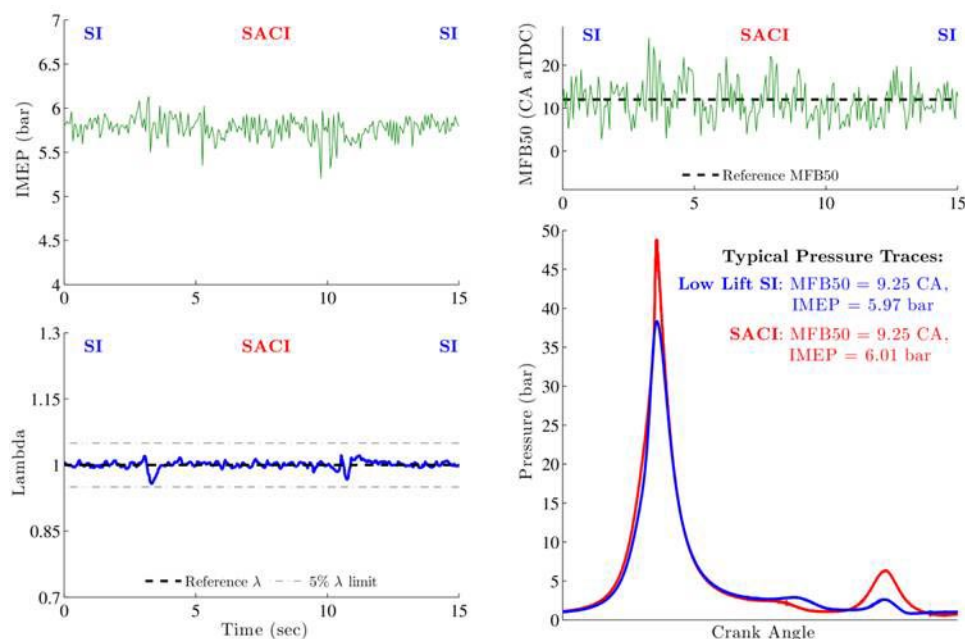 7
6.5
6
5.5
5
4.5
4
IMEP (bar)
SI SACI SI
0 5 10 15
1.3
1.15
1
0.85
0.7
Lambda
SI SACI SI
Reference λ 5% λ limit
0 5 10 15
Time (sec)
20
10
0
MFB50 (CA aTDC)
SI SACI SI
Reference MFB50
0 5 10 15
50
45
40
35
30
25
20
15
10
5
0
Pressure (bar)
Typical Pressure Traces:
Low Lift SI: MFB50 = 9.25 CA,
IMEP = 5.97 bar
SACI: MFB50 = 9.25 CA,
IMEP = 6.01 bar
Crank Angle